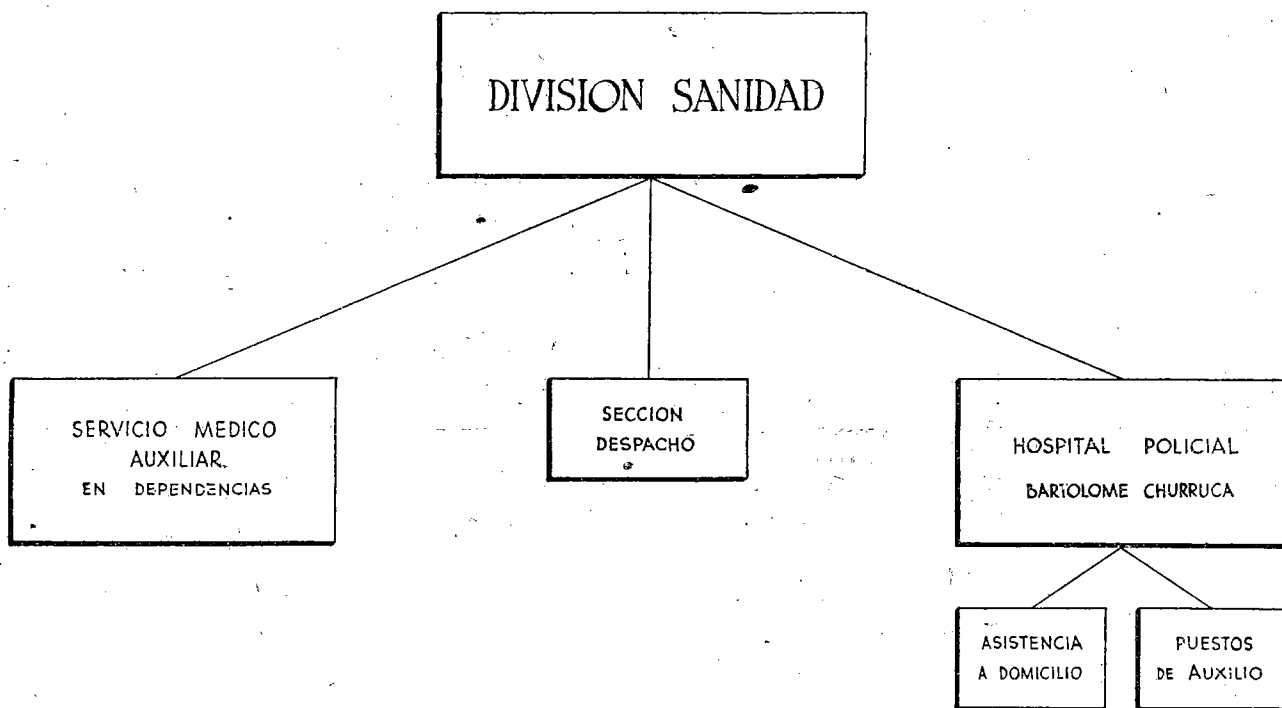 DIVISION SANIDAD
SERVICIO MEDICO
AUXILIAR.
EN DEPENDENCIAS
SECCION
DESPACHO
HOSPITAL POLICIAL
BARTOLOME CHURRUCA
ASISTENCIA
A DOMICILIO
PUESTOS
DE AUXILIO